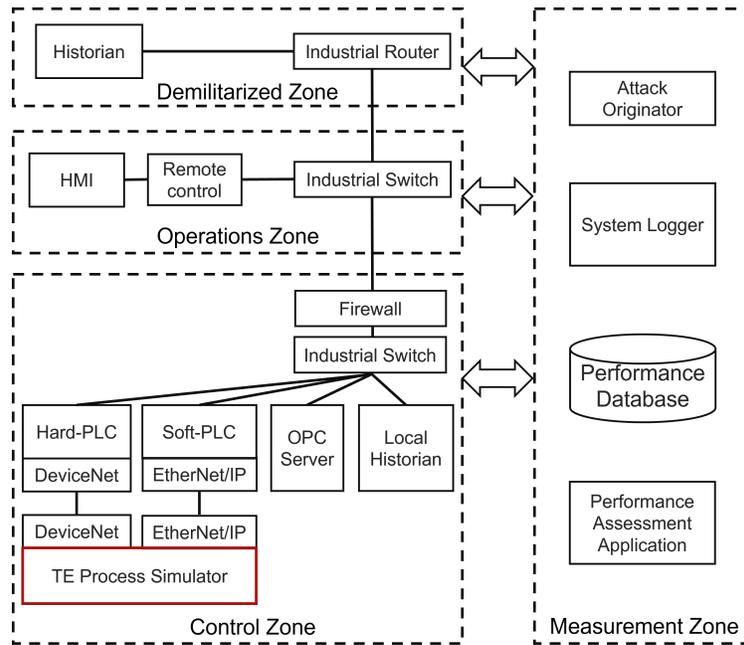 Historian
Industrial Router
Demilitarized Zone
HMI
Remote
control
Industrial Switch
Operations Zone
Firewall
Industrial Switch
Hard-PLC
Soft-PLC
OPC
Server
Local
Historian
DeviceNet
EtherNet/IP
DeviceNet
EtherNet/IP
TE Process Simulator
Control Zone
Attack
Originator
System Logger
Performance
Database
Performance
Assessment
Application
Measurement Zone